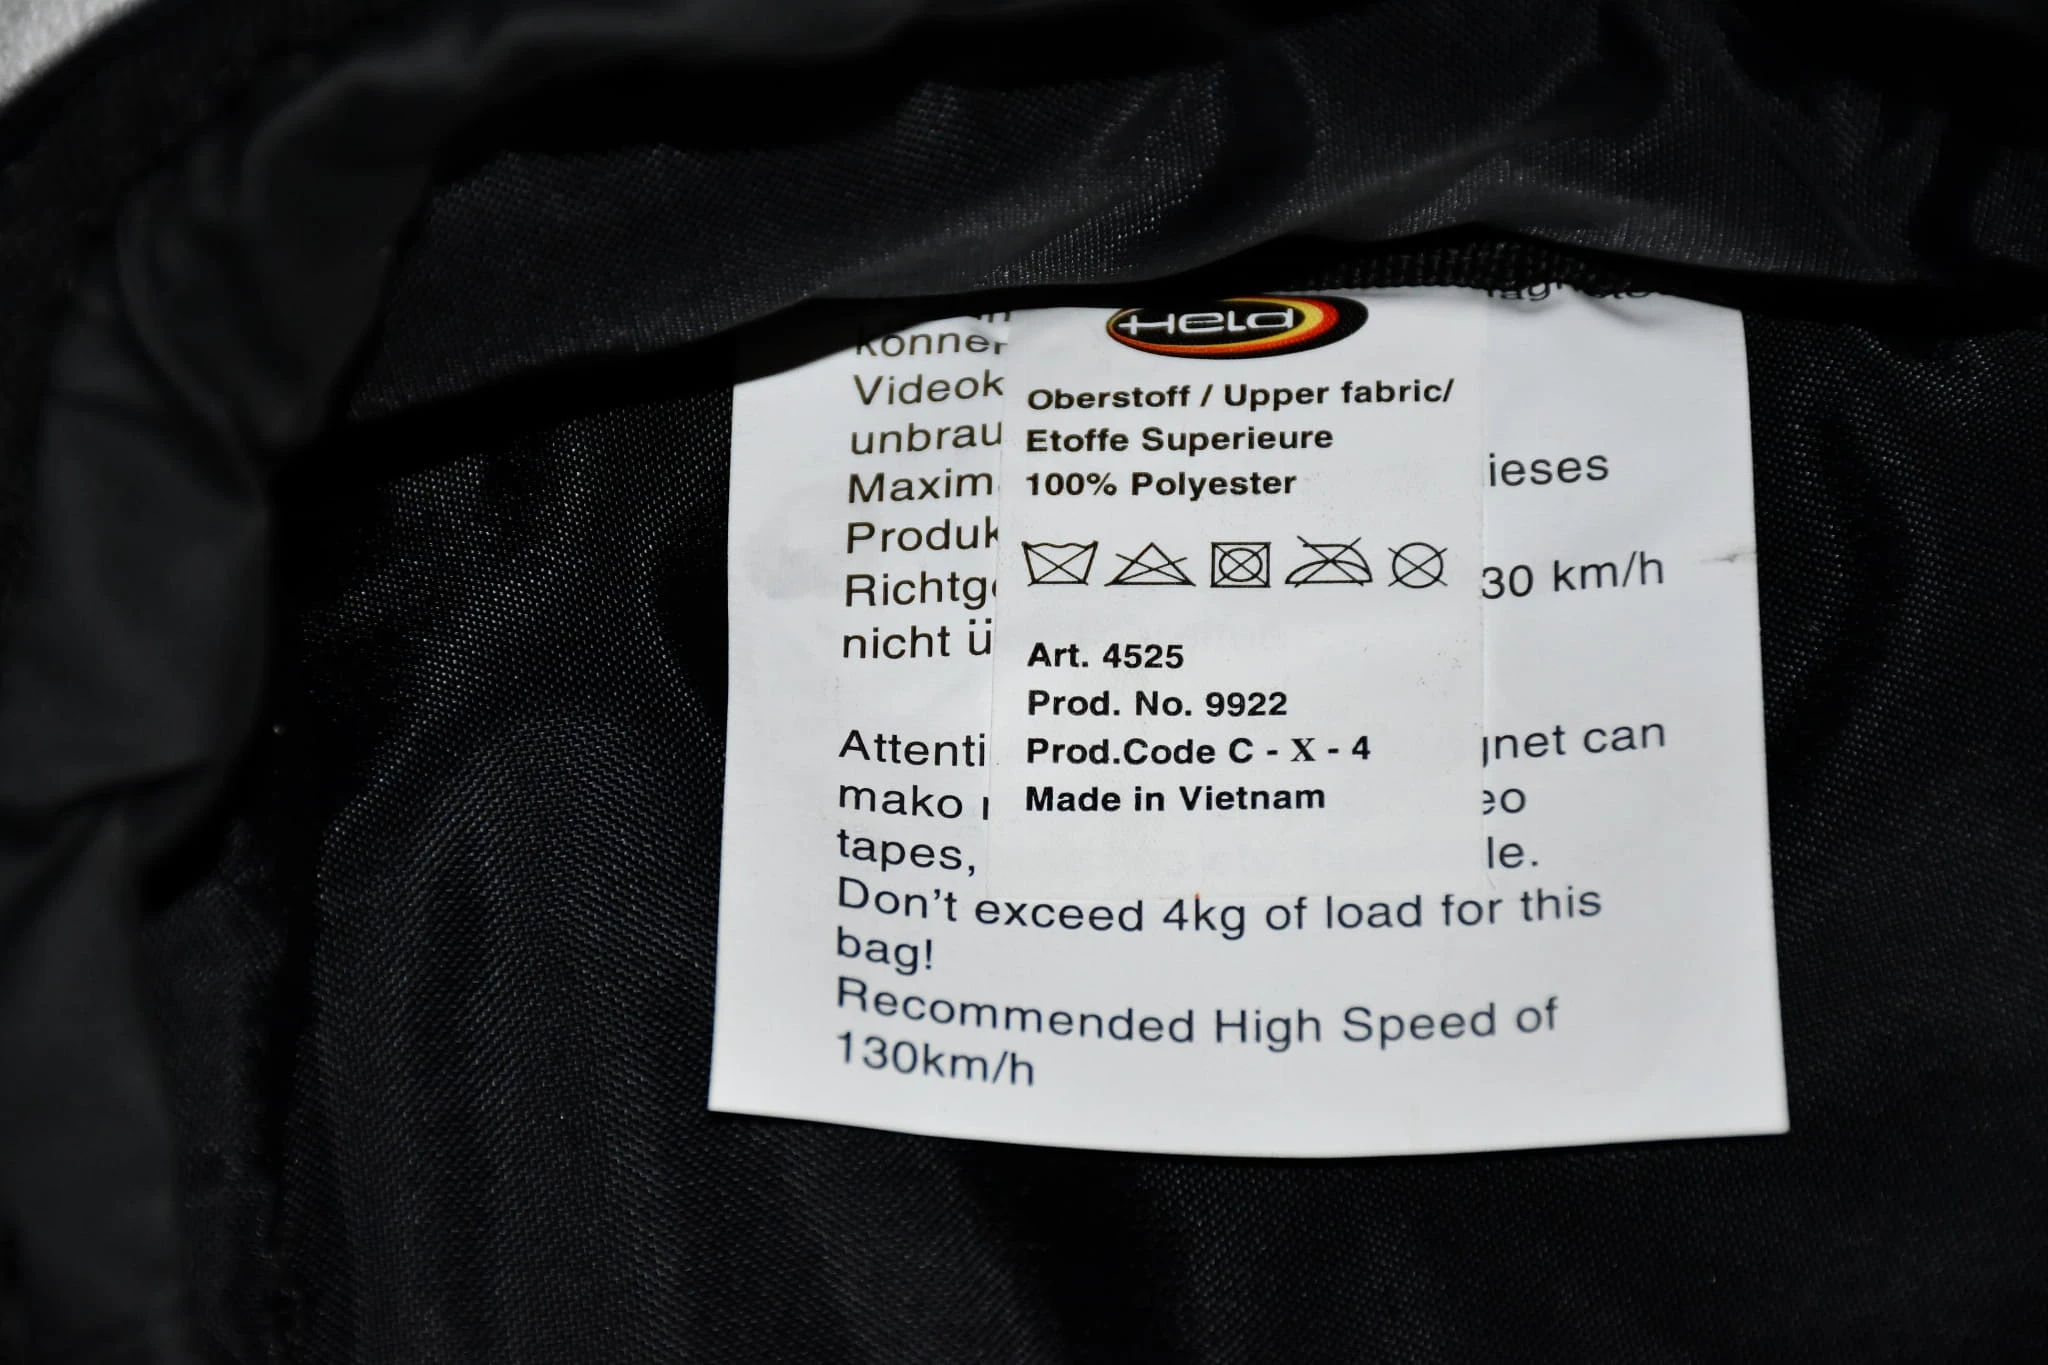 Held
Oberstoff / Upper fabric/
Etoffe Superieure
100% Polyester
Art. 4525
Prod. No. 9922
Prod.Code C - X - 4
Made in Vietnam
könner
Videok
unbrau
Maxim
Produk ieses
Richtg 30 km/h
nicht ü
Attenti gnet can
mako eo
tapes, le.
Don't exceed 4kg of load for this
bag!
Recommended High Speed of
130km/h